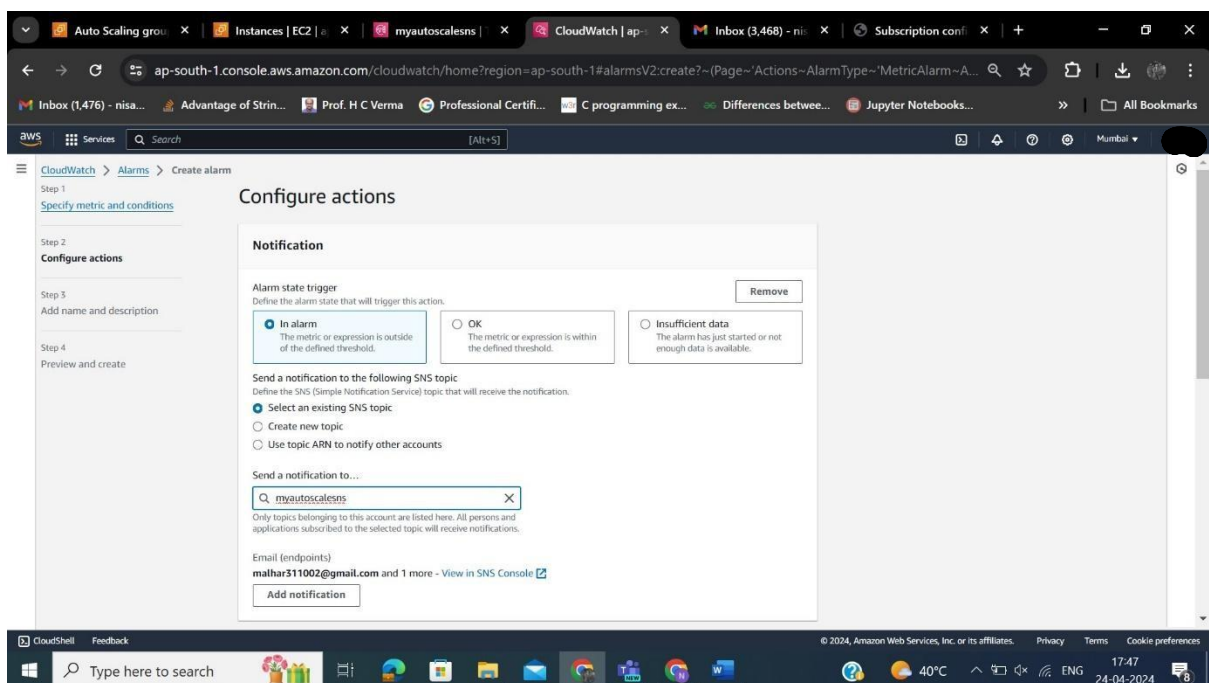 Auto Scaling grou
Instances | EC2 | a
myautoscalesns |
CloudWatch | ap-s
Inbox (3,468) - nis
Subscription confi
ap-south-1.console.aws.amazon.com/cloudwatch/home?region=ap-south-1#alarmsV2:create?~(Page~'Actions~AlarmType~'MetricAlarm~A...
Inbox (1,476) - nisa...
Advantage of Strin...
Prof. H C Verma
Professional Certifi...
C programming ex...
Differences betwee...
Jupyter Notebooks...
»
All Bookmarks
aws
Services
Search
[Alt+S]
Mumbai
CloudWatch > Alarms > Create alarm
Step 1
Specify metric and conditions
Step 2
Configure actions
Step 3
Add name and description
Step 4
Preview and create
Configure actions
Notification
Alarm state trigger
Define the alarm state that will trigger this action.
Remove
In alarm
The metric or expression is outside
of the defined threshold.
OK
The metric or expression is within
the defined threshold.
Insufficient data
The alarm has just started or not
enough data is available.
Send a notification to the following SNS topic
Define the SNS (Simple Notification Service) topic that will receive the notification.
Select an existing SNS topic
Create new topic
Use topic ARN to notify other accounts
Send a notification to…
myautoscalesns
Only topics belonging to this account are listed here. All persons and
applications subscribed to the selected topic will receive notifications.
Email (endpoints)
malhar311002@gmail.com and 1 more - View in SNS Console
Add notification
CloudShell
Feedback
© 2024, Amazon Web Services, Inc. or its affiliates.
Privacy
Terms
Cookie preferences
Type here to search
40°C
ENG
17:47
24-04-2024
8